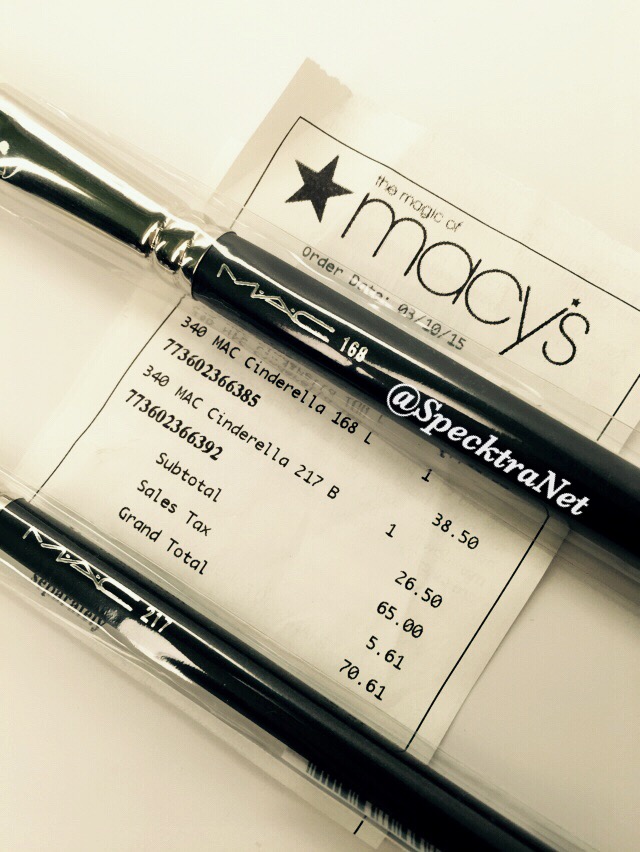 the magic of
macy's
Order Date: 03/10/15
MAC 168
340 MAC Cinderella 168 L 1 38.50
773602366385
340 MAC Cinderella 217 B 1 26.50
773602366392
Subtotal 65.00
Sales Tax 5.61
Grand Total 70.61
@SpecktraNet
MAC 217
separately